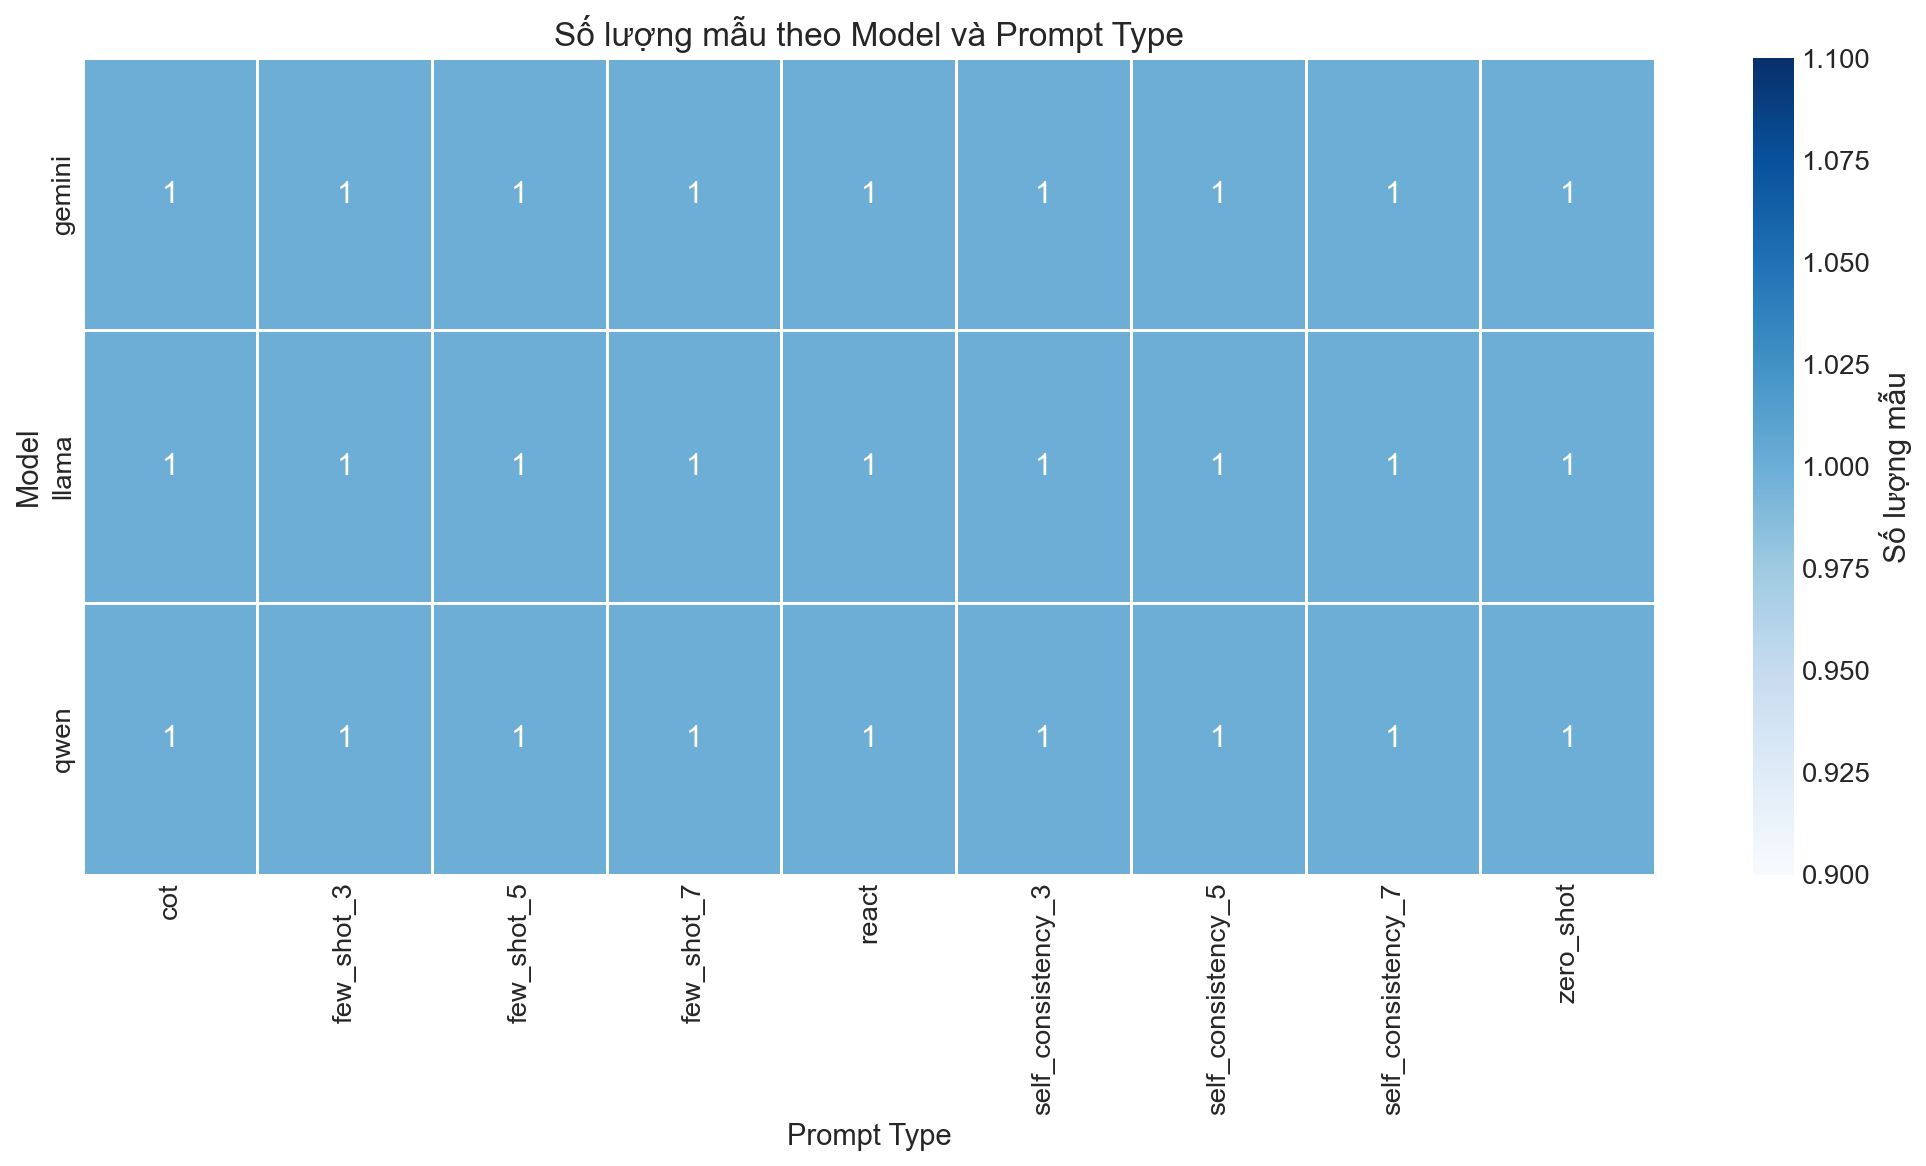 Số lượng mẫu theo Model và Prompt Type
Model
gemini
1 1 1 1 1 1 1 1 1
llama
1 1 1 1 1 1 1 1 1
qwen
1 1 1 1 1 1 1 1 1
cot
few_shot_3
few_shot_5
few_shot_7
react
self_consistency_3
self_consistency_5
self_consistency_7
zero_shot
Prompt Type
1.100
1.075
1.050
1.025
1.000
0.975
0.950
0.925
0.900
Số lượng mẫu